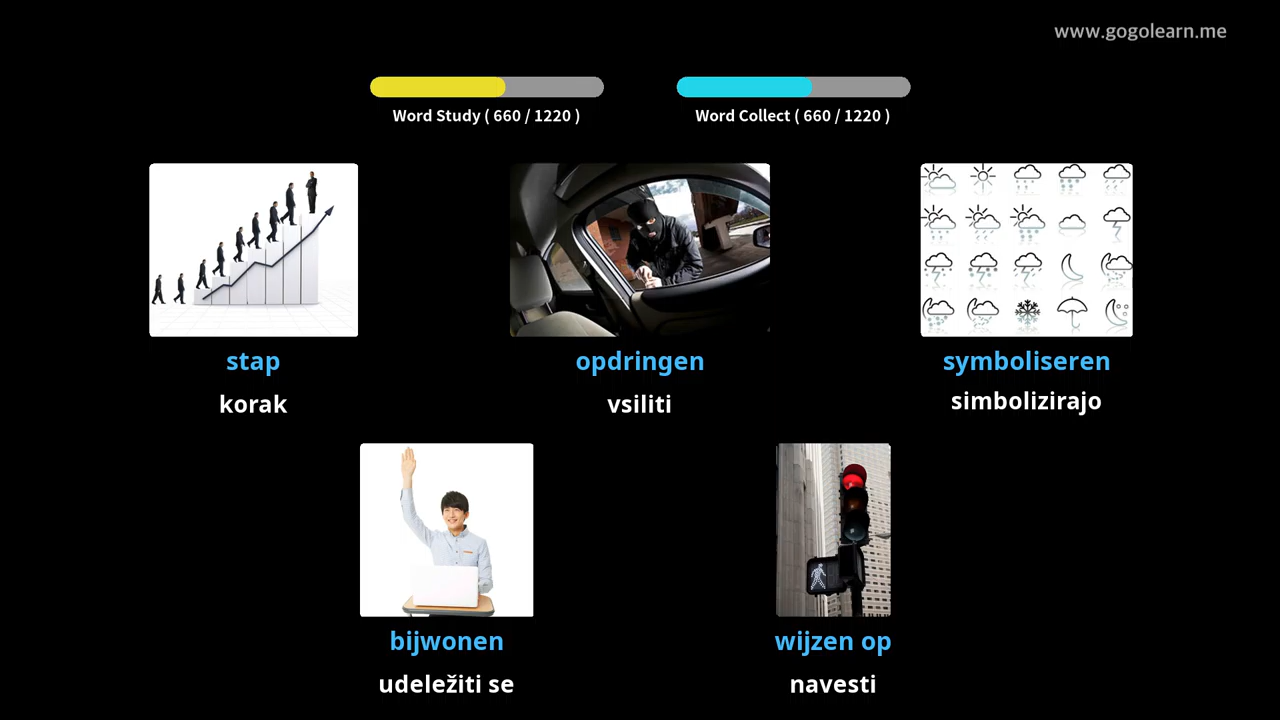 www.gogolearn.me
Word Study ( 660 / 1220 )
Word Collect ( 660 / 1220 )
stap
opdringen
symboliseren
korak
vsiliti
simbolizirajo
bijwonen
wijzen op
udeležiti se
navesti